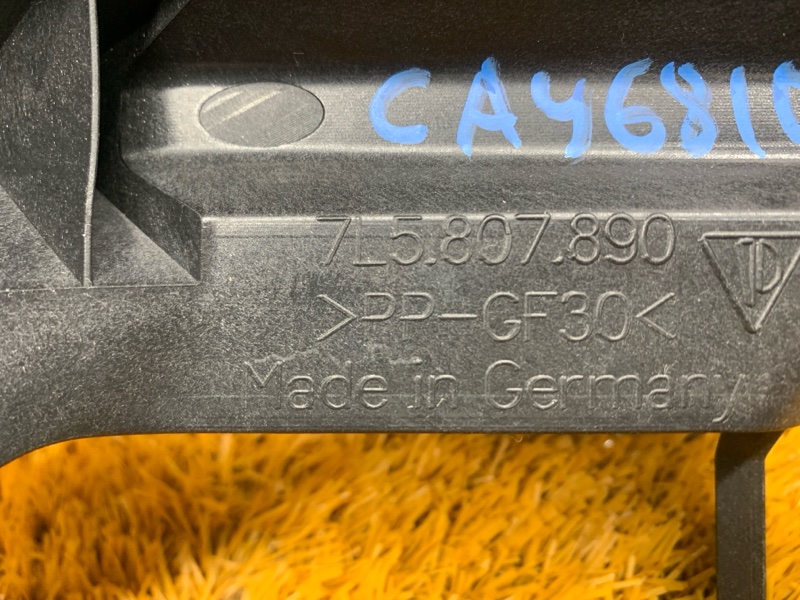 CAY681
7L5.807.890
>PP-GF30<
Made in Germany